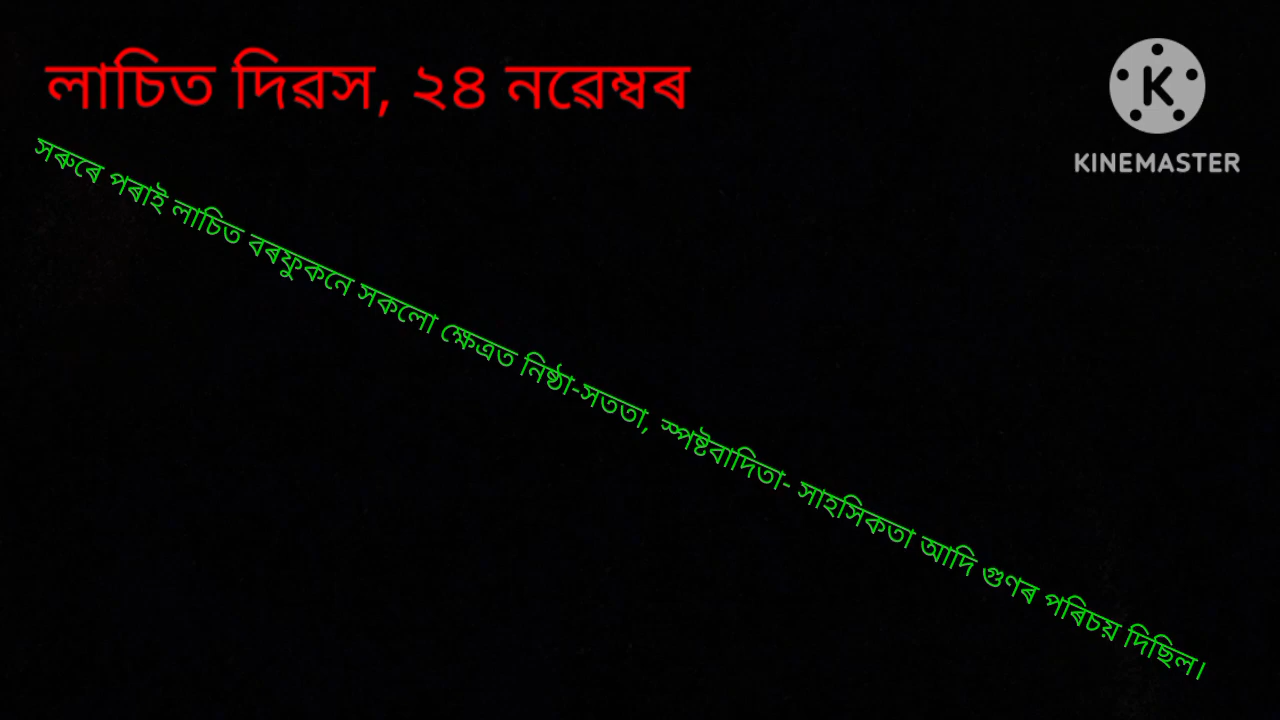 লাচিত দিৱস, ২৪ নৱেম্বৰ
KINEMASTER
সৰুৰে পৰাই লাচিত বৰফুকনে সকলো ক্ষেত্ৰত নিষ্ঠা-সততা, স্পষ্টবাদিতা- সাহসিকতা আদি গুণৰ পৰিচয় দিছিল।